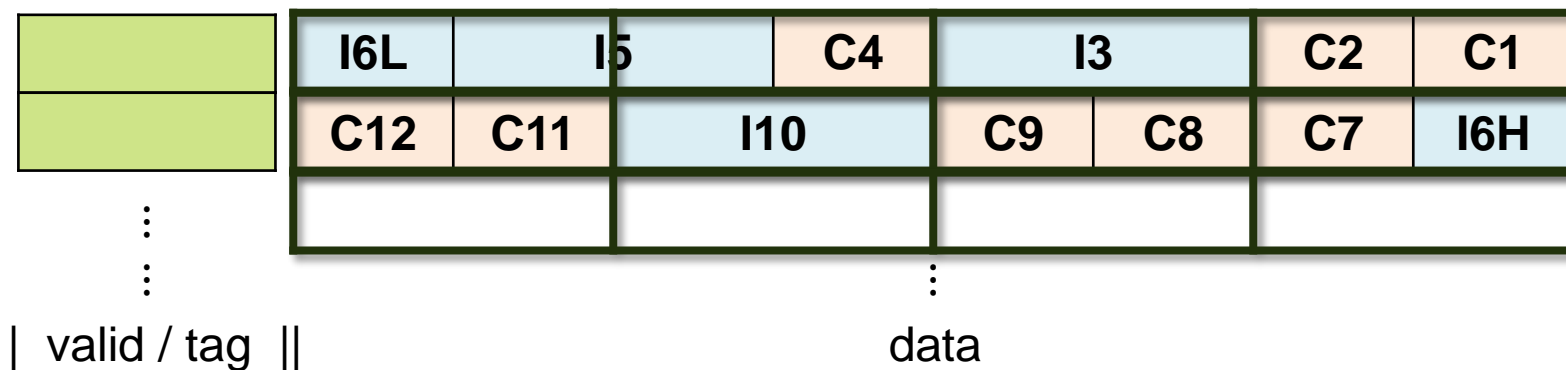 I6L I5 C4 I3 C2 C1
C12 C11 I10 C9 C8 C7 I6H
⋮
⋮ ⋮
| valid / tag || data